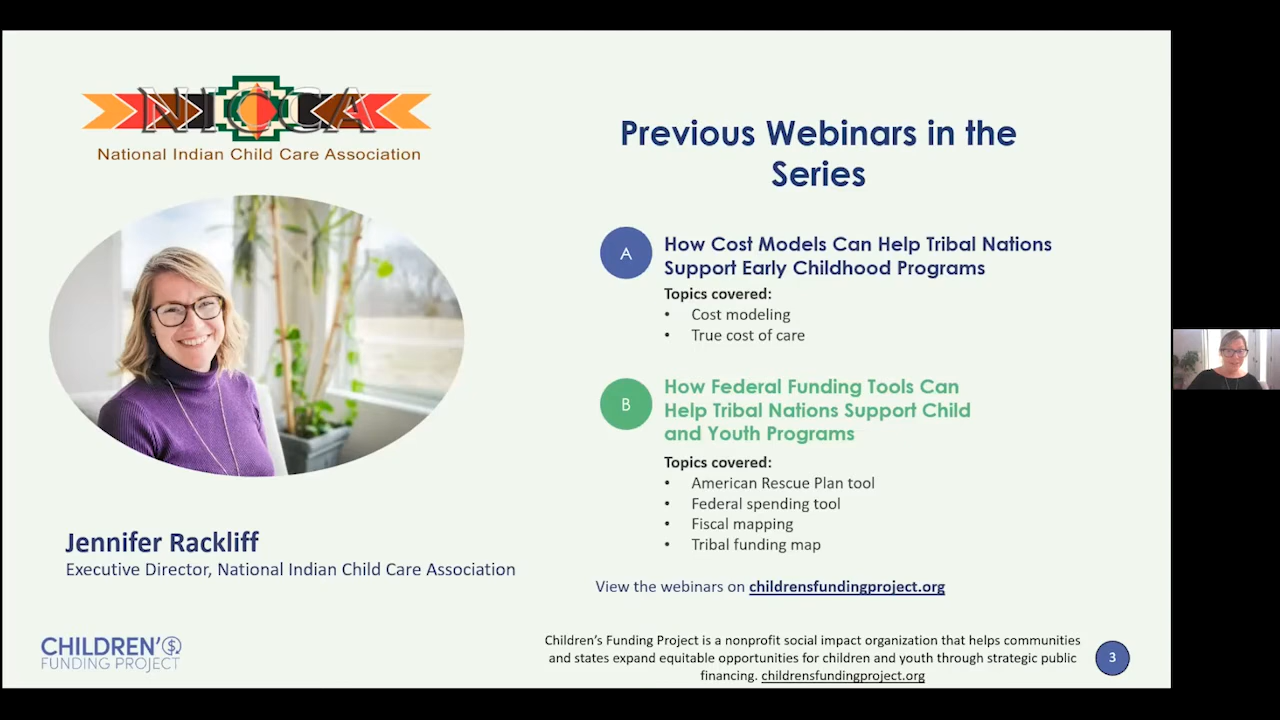 NICCA
National Indian Child Care Association
Jennifer Rackliff
Executive Director, National Indian Child Care Association
CHILDREN'S
FUNDING PROJECT
Previous Webinars in the
Series
A
How Cost Models Can Help Tribal Nations
Support Early Childhood Programs
Topics covered:
• Cost modeling
• True cost of care
B
How Federal Funding Tools Can
Help Tribal Nations Support Child
and Youth Programs
Topics covered:
• American Rescue Plan tool
• Federal spending tool
• Fiscal mapping
• Tribal funding map
View the webinars on childrensfundingproject.org
Children's Funding Project is a nonprofit social impact organization that helps communities
and states expand equitable opportunities for children and youth through strategic public
financing. childrensfundingproject.org
3